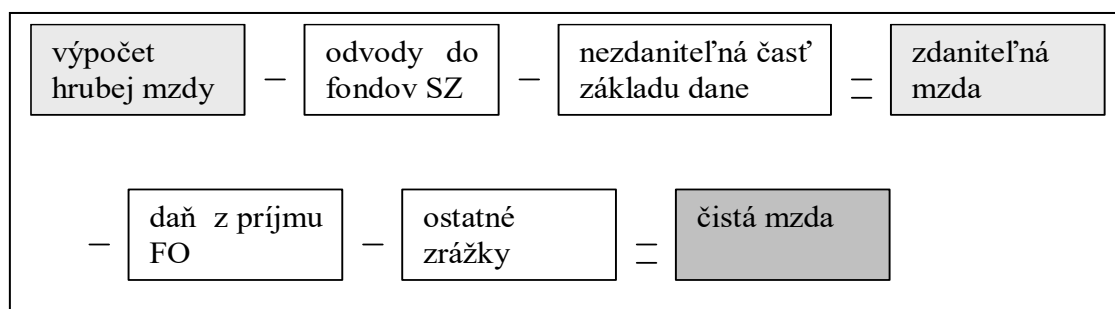 výpočet hrubej mzdy – odvody do fondov SZ – nezdaniteľná časť základu dane = zdaniteľná mzda
– daň z príjmu FO – ostatné zrážky = čistá mzda